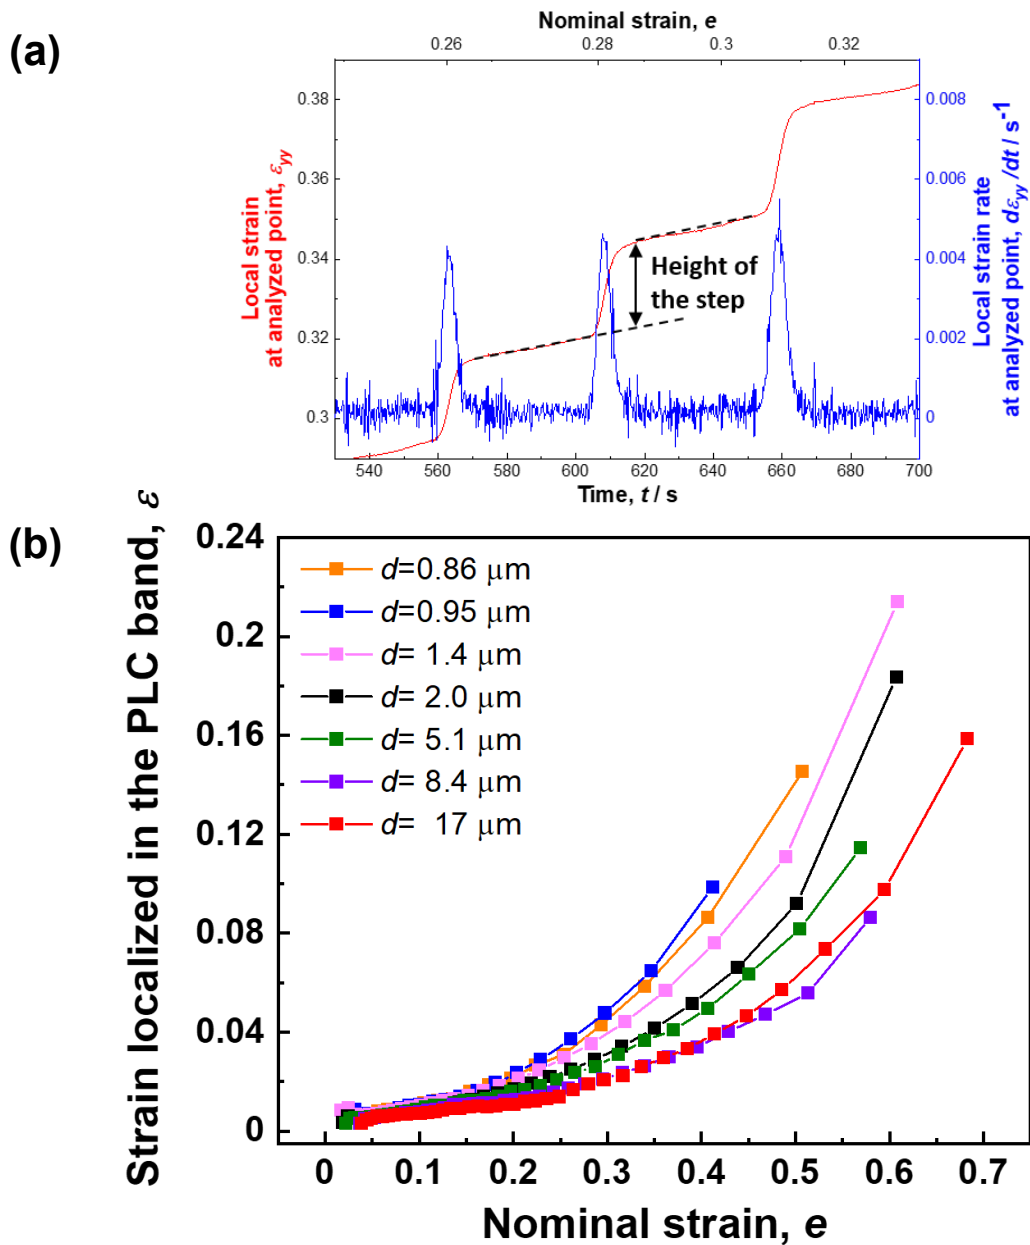 (a)
Nominal strain, e
0.26 0.28 0.3 0.32
0.38
0.36
0.34
0.32
0.3
Local strain
at analyzed point, εyy
0.008
0.006
0.004
0.002
0
Local strain rate
at analyzed point, dεyy /dt / s-1
Height of
the step
540 560 580 600 620 640 660 680 700
Time, t / s
(b)
Strain localized in the PLC band, ε
0.24
0.2
0.16
0.12
0.08
0.04
0
d=0.86 μm
d=0.95 μm
d= 1.4 μm
d= 2.0 μm
d= 5.1 μm
d= 8.4 μm
d= 17 μm
0 0.1 0.2 0.3 0.4 0.5 0.6 0.7
Nominal strain, e